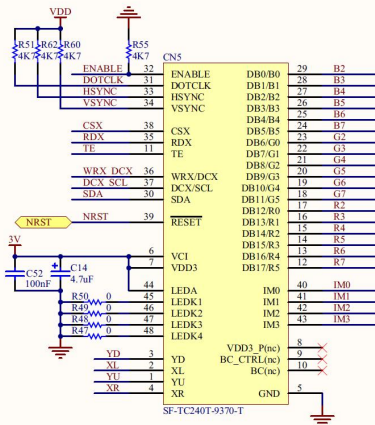 VDD
R51 R62 R60 R55
4K7 4K7 4K7 4K7
CN5
ENABLE 32 ENABLE DB0/B0 29 B2
DOTCLK 31 DOTCLK DB1/B1 28 B3
HSYNC 33 HSYNC DB2/B2 27 B4
VSYNC 34 VSYNC DB3/B3 26 B5
DB4/B4 25 B6
CSX 38 CSX DB5/B5 24 B7
RDX 35 RDX DB6/G0 23 G2
TE 11 TE DB7/G1 22 G3
DB8/G2 21 G4
WRX_DCX 36 WRX/DCX DB9/G3 20 G5
DCX_SCL 37 DCX/SCL DB10/G4 19 G6
SDA 30 SDA DB11/G5 18 G7
DB12/R0 17 R2
NRST NRST 39 RESET DB13/R1 16 R3
DB14/R2 15 R4
DB15/R3 14 R5
3V 6 VCI DB16/R4 13 R6
7 VDD3 DB17/R5 12 R7
C52 100nF
C14 4.7uF
44 LEDA IM0 40 IM0
R50 0 45 LEDK1 IM1 41 IM1
R49 0 46 LEDK2 IM2 42 IM2
R48 0 47 LEDK3 IM3 43 IM3
R47 0 48 LEDK4
VDD3_P(nc) 8
YD 3 YD BC_CTRL(nc) 9
XL 2 XL BC(nc) 10
YU 1 YU
XR 4 XR GND 5
SF-TC240T-9370-T